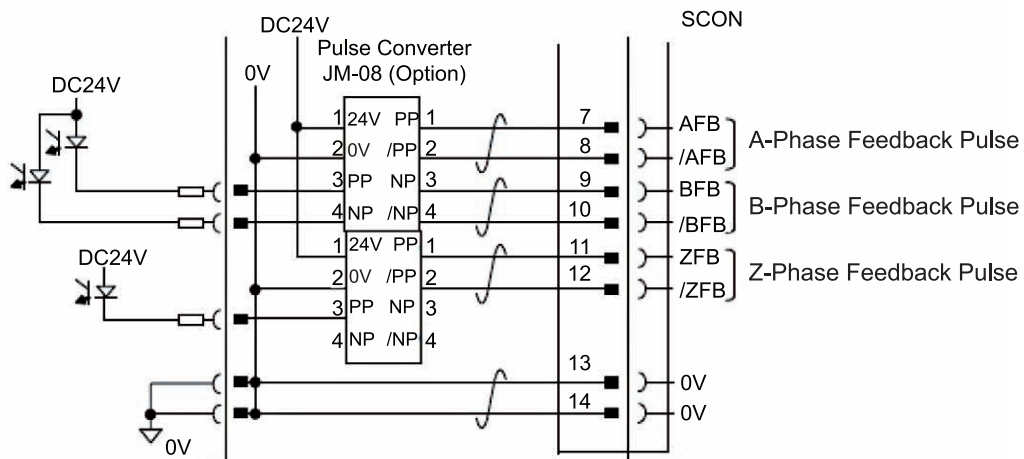 SCON
DC24V
Pulse Converter
JM-08 (Option)
0V
DC24V
1 24V PP 1 7 AFB
A-Phase Feedback Pulse
2 0V /PP 2 8 /AFB
3 PP NP 3 9 BFB
B-Phase Feedback Pulse
4 NP /NP 4 10 /BFB
1 24V PP 1 11 ZFB
DC24V
Z-Phase Feedback Pulse
2 0V /PP 2 12 /ZFB
3 PP NP 3
4 NP /NP 4
13 0V
14 0V
0V